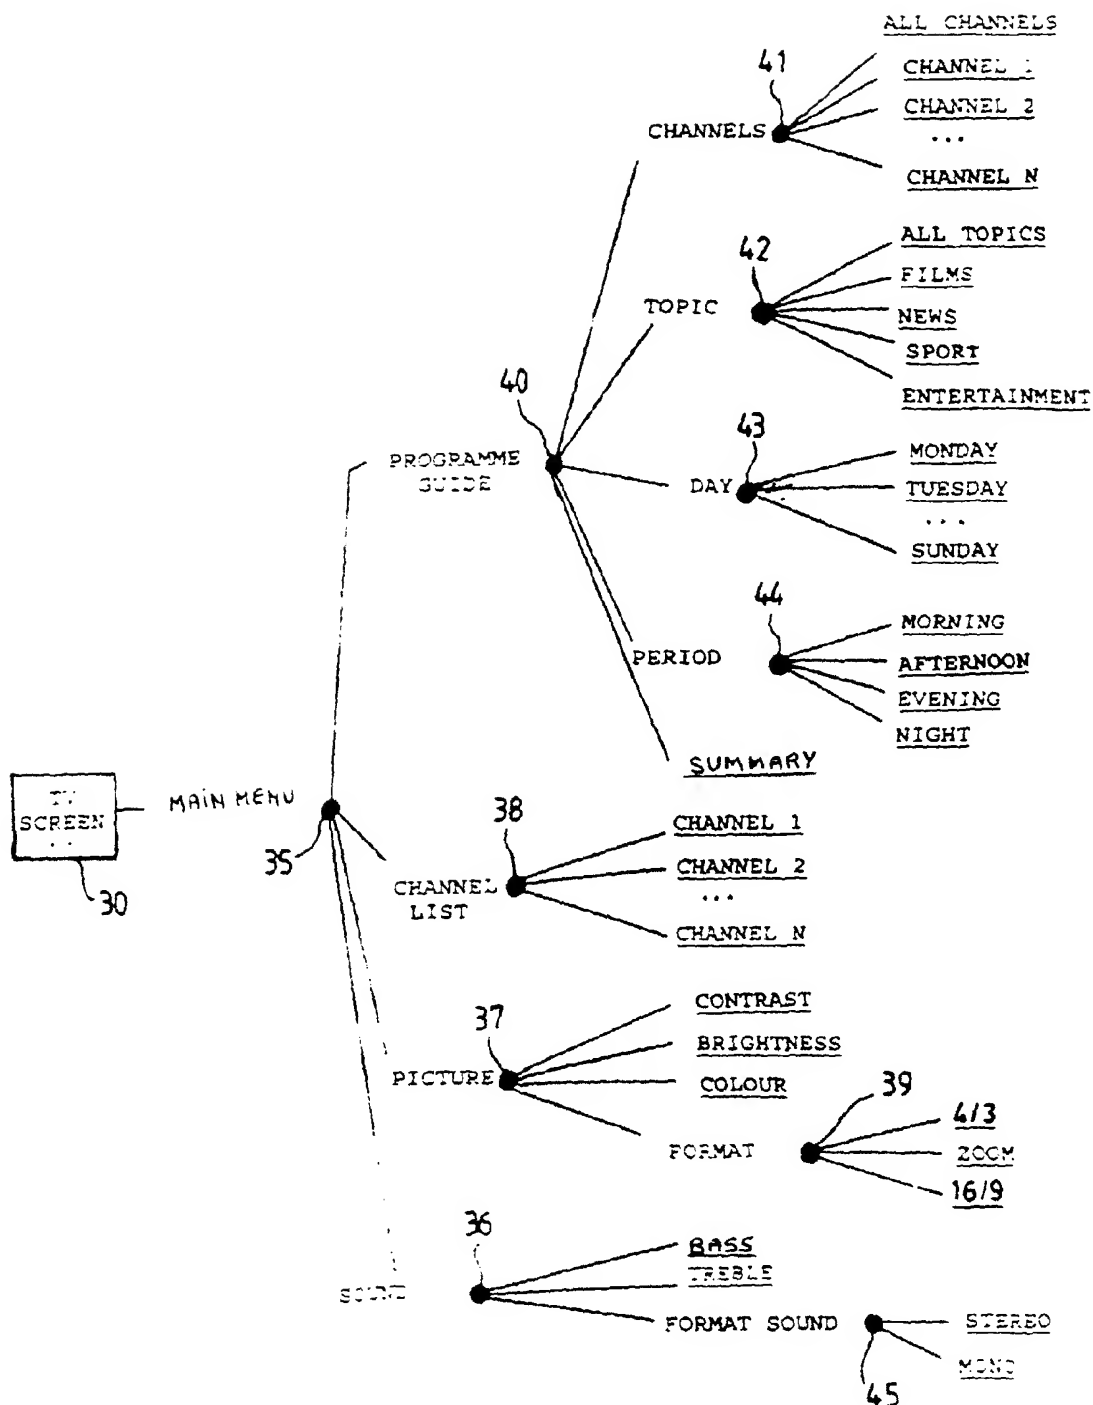 ALL CHANNELS
41
CHANNEL 1
CHANNEL 2
CHANNELS
...
CHANNEL N
ALL TOPICS
42
FILMS
TOPIC
NEWS
SPORT
40
ENTERTAINMENT
43
MONDAY
PROGRAMME
GUIDE
DAY
TUESDAY
...
SUNDAY
44
MORNING
PERIOD
AFTERNOON
EVENING
NIGHT
SUMMARY
TV
SCREEN
30
MAIN MENU
35
38
CHANNEL 1
CHANNEL 2
CHANNEL
LIST
...
CHANNEL N
CONTRAST
37
BRIGHTNESS
PICTURE
COLOUR
39
4/3
FORMAT
ZOOM
16/9
36
BASS
TREBLE
SOUND
FORMAT SOUND
STEREO
MONO
45